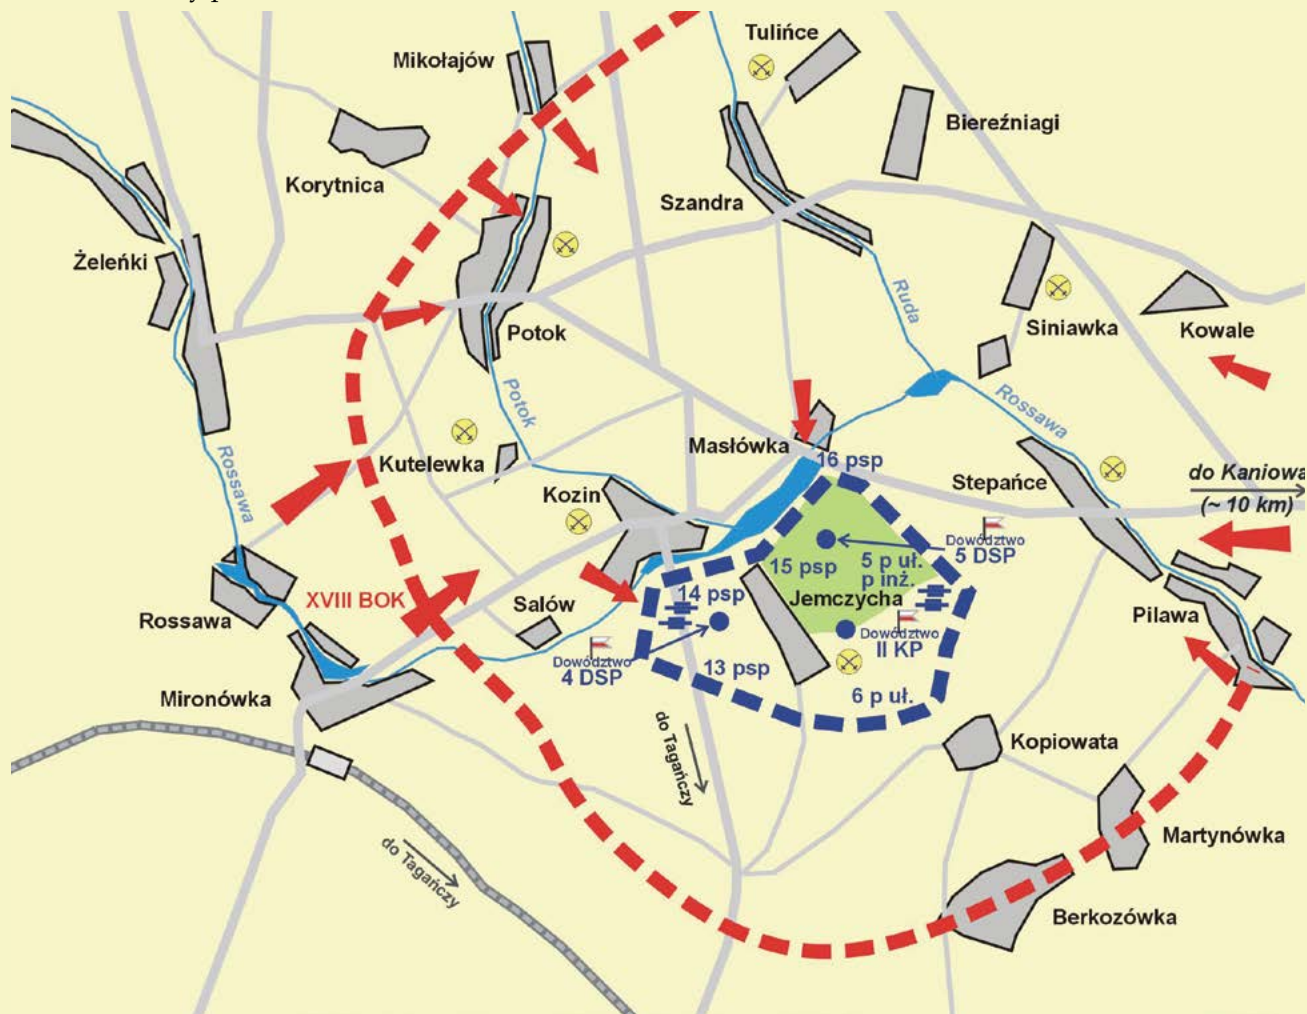 Tulińce
Mikołajów
Biereźniagi
Korytnica
Szandra
Żeleńki
Ruda
Siniawka
Kowale
Potok
Potok
Rossawa
Masłówka
16 psp
Kutelewka
Rossawa
Stepańce
do Kaniowa
(~ 10 km)
Kozin
Dowództwo
5 DSP
15 psp
5 p uł.
p inż.
XVIII BOK
14 psp
Jemczycha
Salów
Rossawa
Pilawa
Dowództwo
II KP
Dowództwo
4 DSP
13 psp
6 p uł.
Mironówka
do Tagańczy
Kopiowata
Martynówka
do Tagańczy
Berkozówka